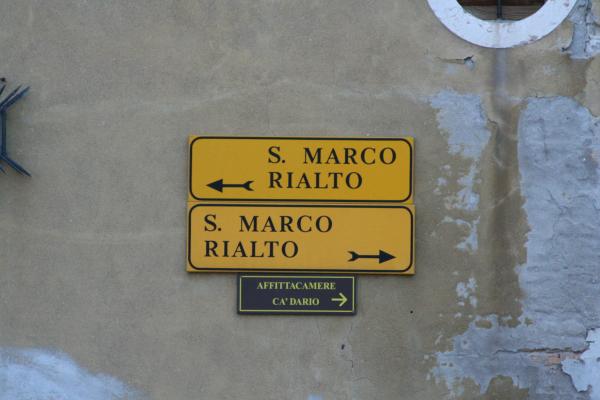 S. MARCO
RIALTO
S. MARCO
RIALTO
AFFITTACAMERE
CA' DARIO